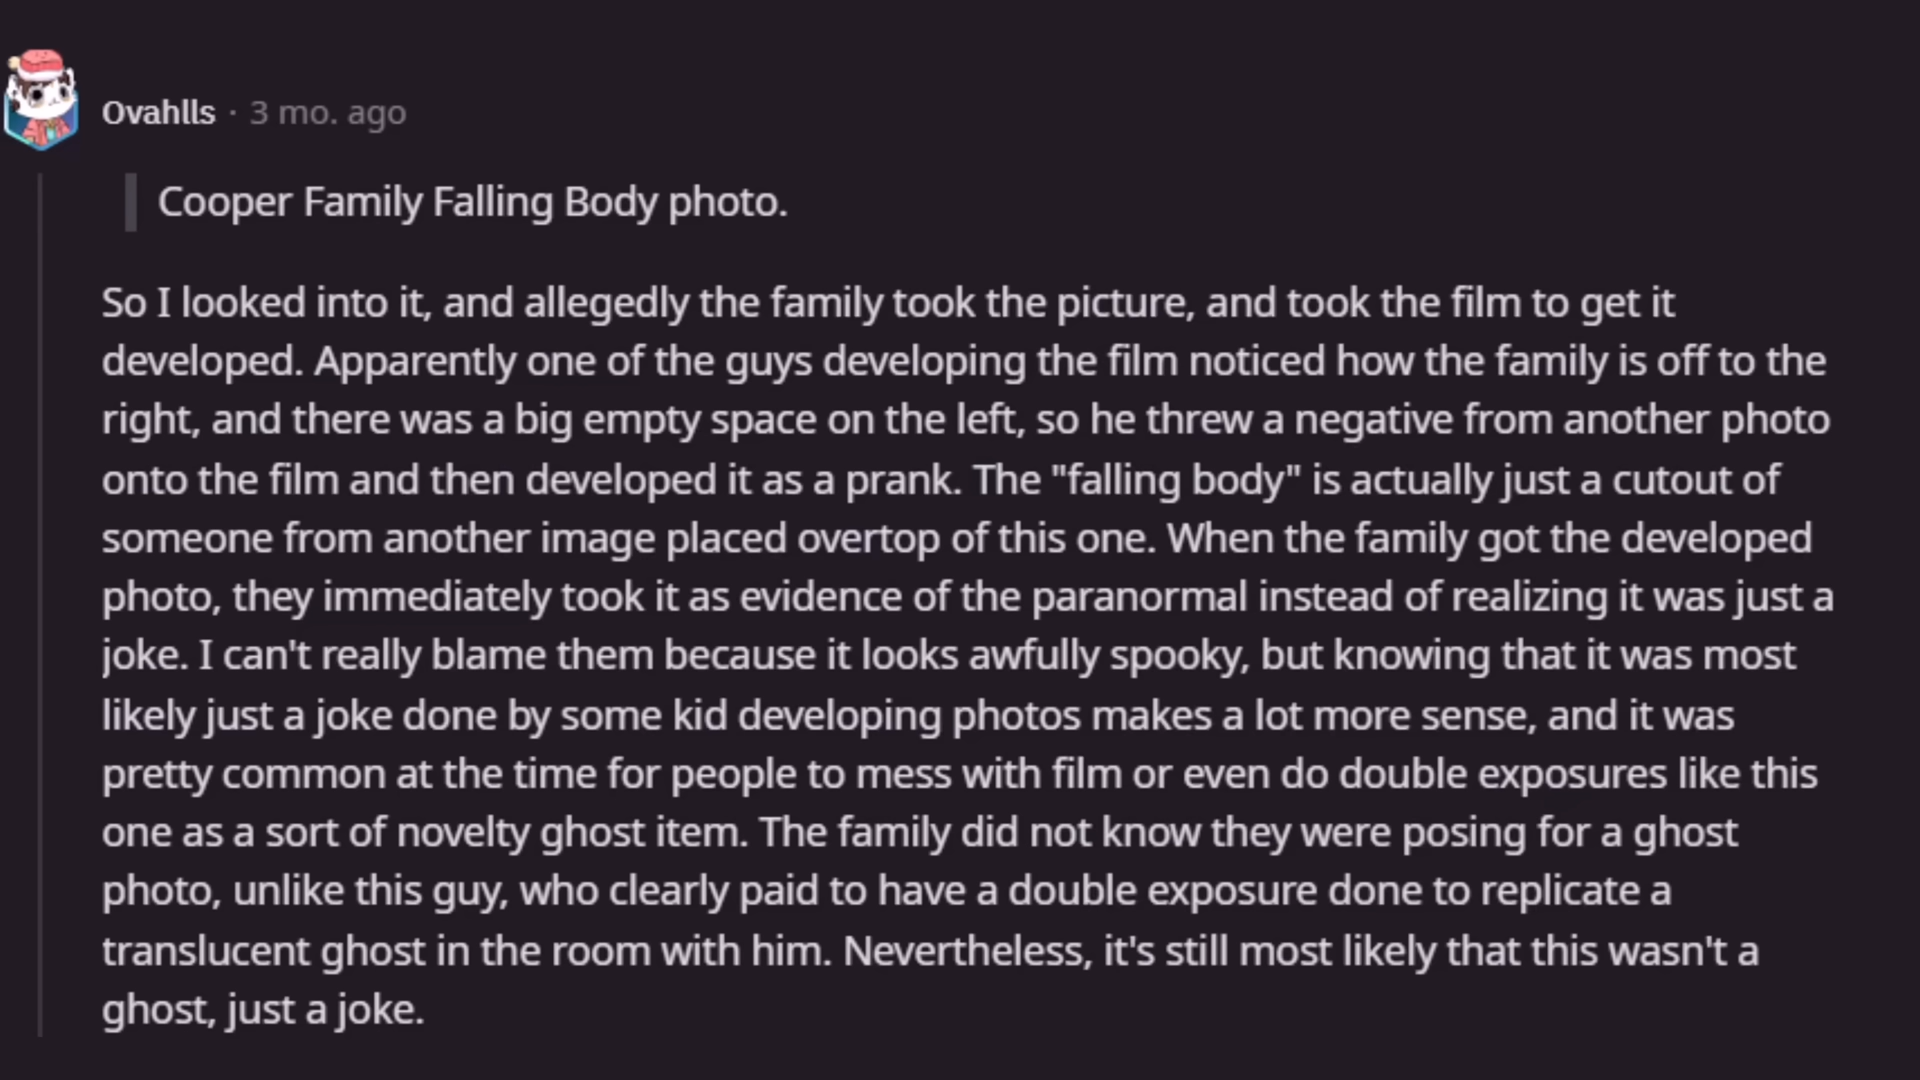 Ovahlls · 3 mo. ago
Cooper Family Falling Body photo.
So I looked into it, and allegedly the family took the picture, and took the film to get it
developed. Apparently one of the guys developing the film noticed how the family is off to the
right, and there was a big empty space on the left, so he threw a negative from another photo
onto the film and then developed it as a prank. The "falling body" is actually just a cutout of
someone from another image placed overtop of this one. When the family got the developed
photo, they immediately took it as evidence of the paranormal instead of realizing it was just a
joke. I can't really blame them because it looks awfully spooky, but knowing that it was most
likely just a joke done by some kid developing photos makes a lot more sense, and it was
pretty common at the time for people to mess with film or even do double exposures like this
one as a sort of novelty ghost item. The family did not know they were posing for a ghost
photo, unlike this guy, who clearly paid to have a double exposure done to replicate a
translucent ghost in the room with him. Nevertheless, it's still most likely that this wasn't a
ghost, just a joke.